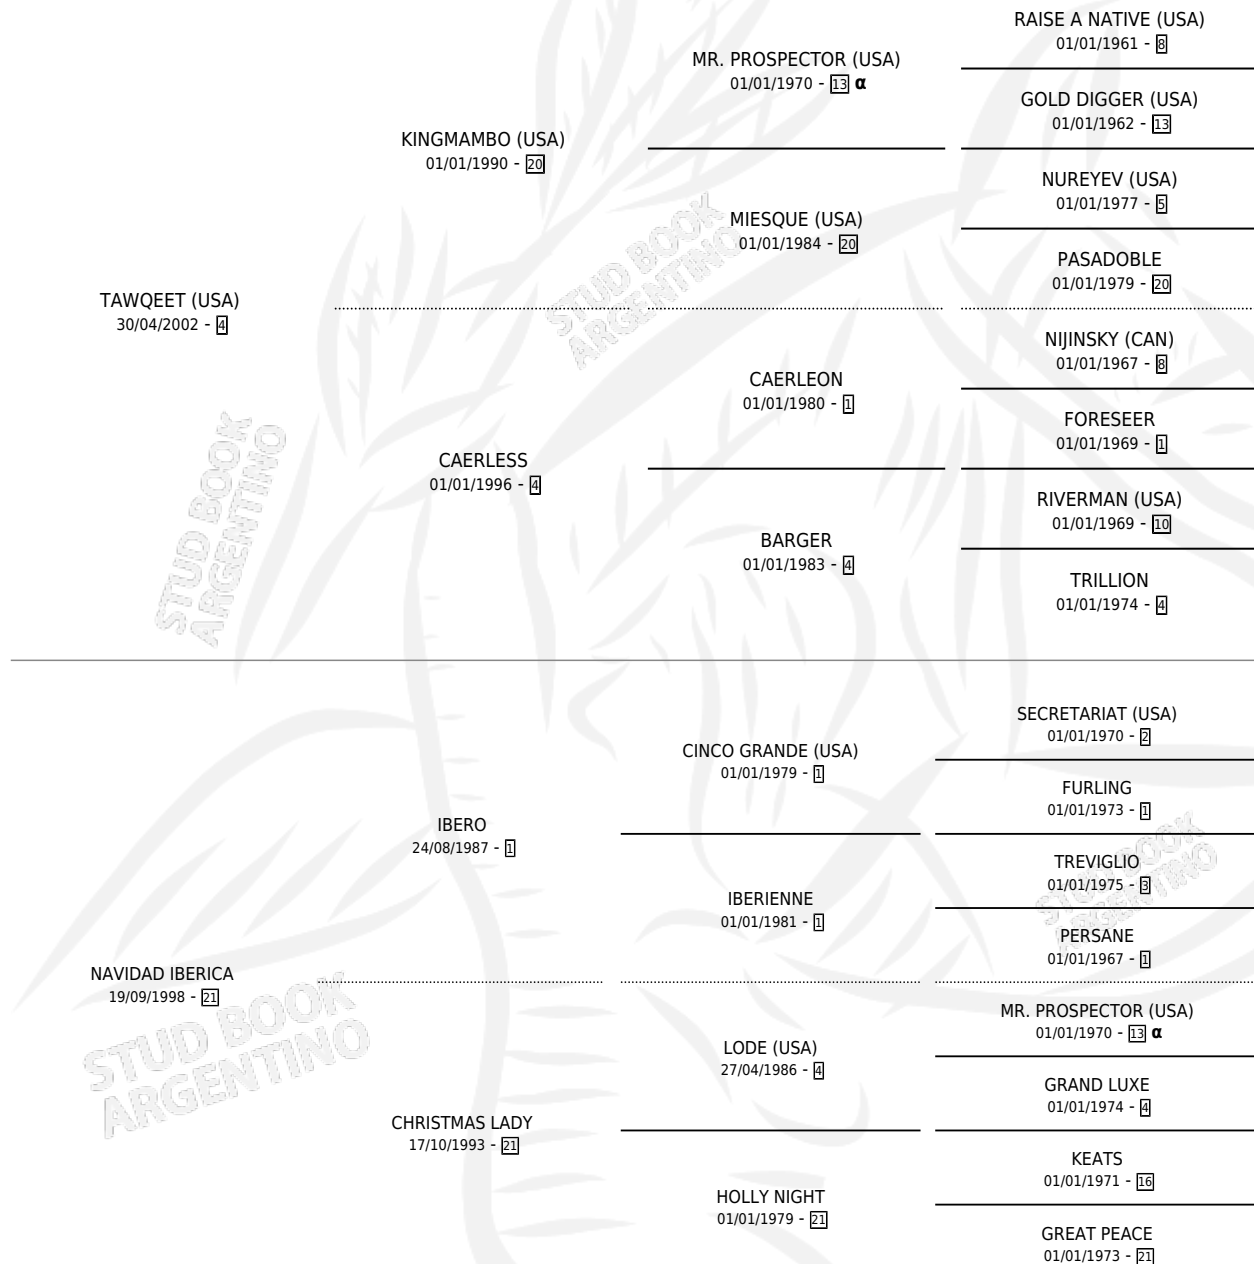 RAISE A NATIVE (USA)
01/01/1961 - 8
MR. PROSPECTOR (USA)
01/01/1970 - 13 α
GOLD DIGGER (USA)
01/01/1962 - 13
KINGMAMBO (USA)
01/01/1990 - 20
NUREYEV (USA)
01/01/1977 - 5
MIESQUE (USA)
01/01/1984 - 20
PASADOBLE
01/01/1979 - 20
TAWQEET (USA)
30/04/2002 - 4
NIJINSKY (CAN)
01/01/1967 - 8
CAERLEON
01/01/1980 - 1
FORESEER
01/01/1969 - 1
CAERLESS
01/01/1996 - 4
RIVERMAN (USA)
01/01/1969 - 10
BARGER
01/01/1983 - 4
TRILLION
01/01/1974 - 4
SECRETARIAT (USA)
01/01/1970 - 2
CINCO GRANDE (USA)
01/01/1979 - 1
FURLING
01/01/1973 - 1
IBERO
24/08/1987 - 1
TREVIGLIO
01/01/1975 - 3
IBERIENNE
01/01/1981 - 1
PERSANE
01/01/1967 - 1
NAVIDAD IBERICA
19/09/1998 - 21
MR. PROSPECTOR (USA)
01/01/1970 - 13 α
LODE (USA)
27/04/1986 - 4
GRAND LUXE
01/01/1974 - 4
CHRISTMAS LADY
17/10/1993 - 21
KEATS
01/01/1971 - 16
HOLLY NIGHT
01/01/1979 - 21
GREAT PEACE
01/01/1973 - 21
STUD BOOK
ARGENTINO
STUD BOOK
ARGENTINO
STUD BOOK
ARGENTINO
STUD BOOK
ARGENTINO